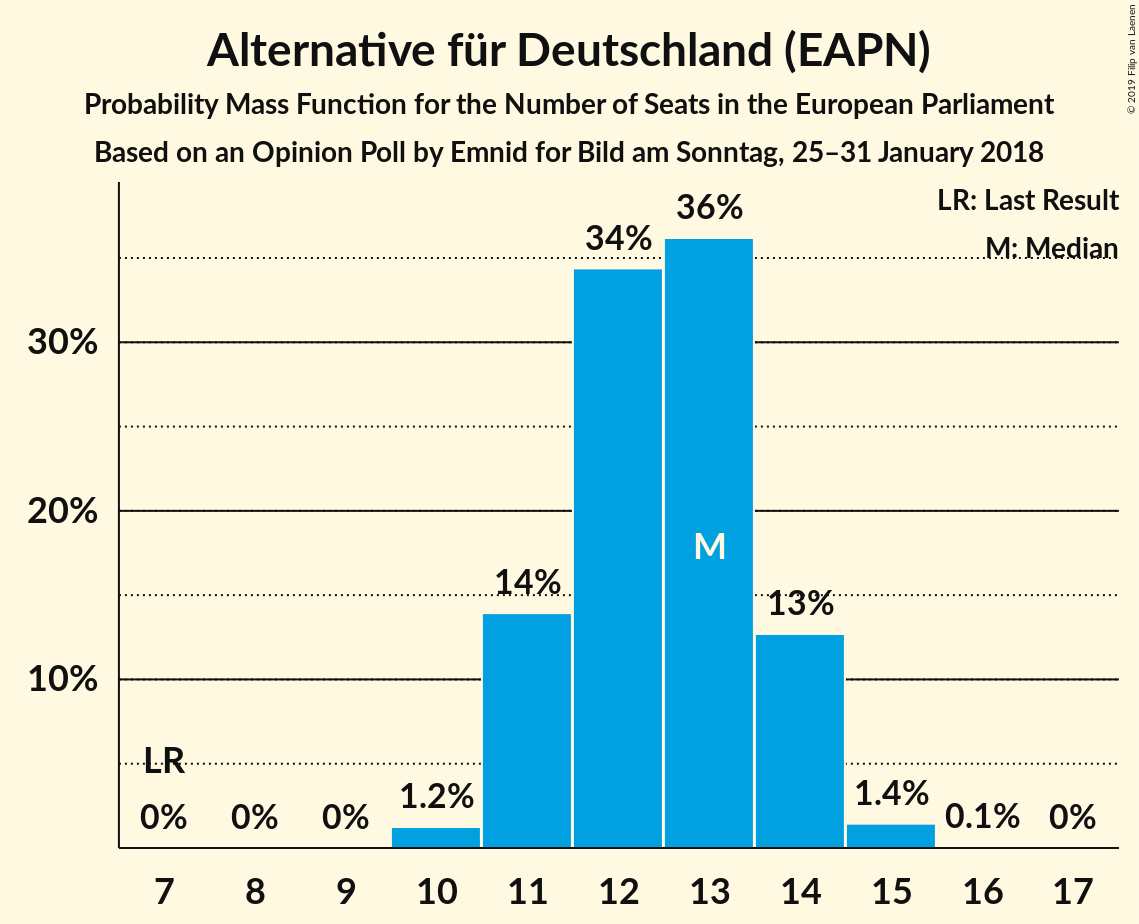 Alternative für Deutschland (EAPN)
Probability Mass Function for the Number of Seats in the European Parliament
Based on an Opinion Poll by Emnid for Bild am Sonntag, 25–31 January 2018
© 2019 Filip van Laenen
LR: Last Result
M: Median
36%
34%
30%
20%
M
14%
13%
10%
LR
0%
0%
0%
1.2%
1.4%
0.1%
0%
7 8 9 10 11 12 13 14 15 16 17